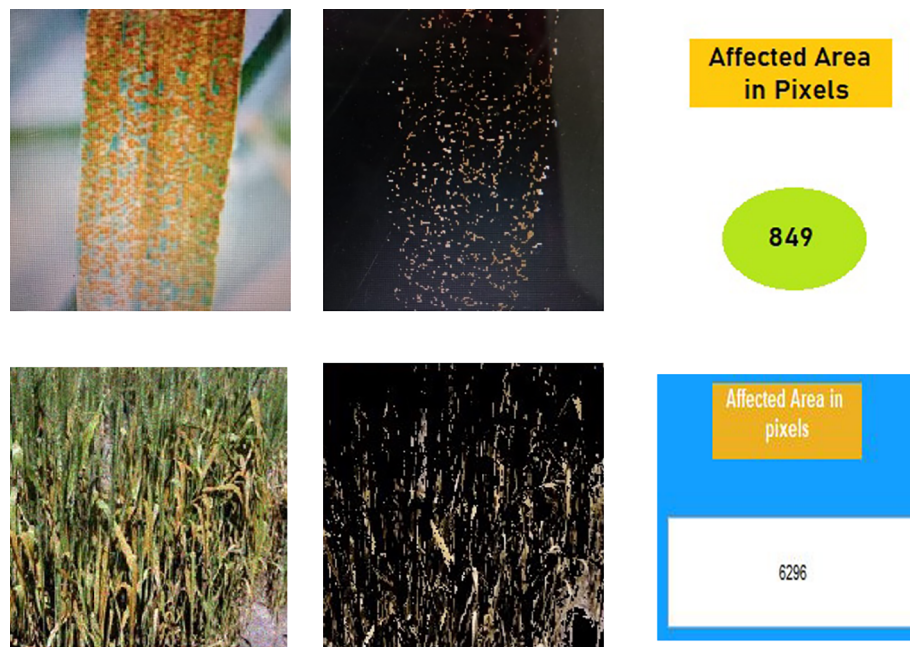 Affected Area
in Pixels
849
Affected Area in
pixels
6296